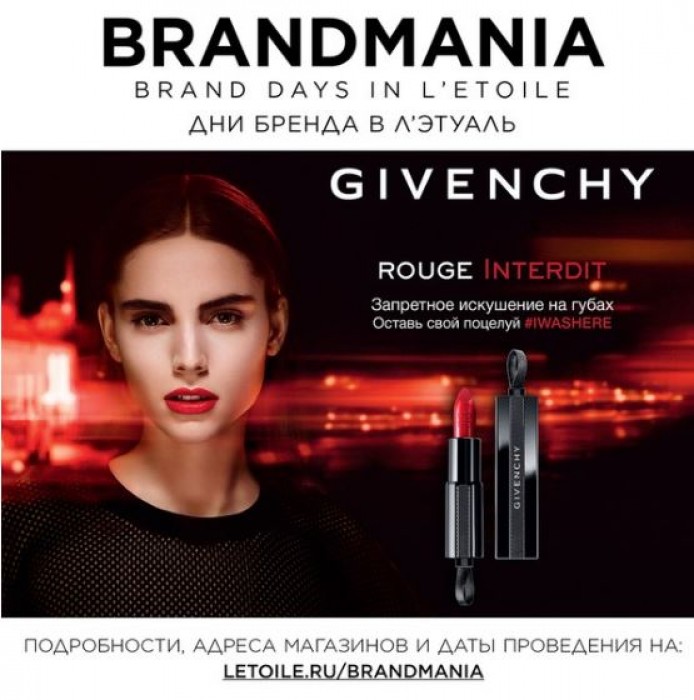 BRANDMANIA
BRAND DAYS IN L'ETOILE
ДНИ БРЕНДА В Л'ЭТУАЛЬ
GIVENCHY
ROUGE INTERDIT
Запретное искушение на губах
Оставь свой поцелуй #IWASHERE
GIVENCHY
ПОДРОБНОСТИ, АДРЕСА МАГАЗИНОВ И ДАТЫ ПРОВЕДЕНИЯ НА:
LETOILE.RU/BRANDMANIA